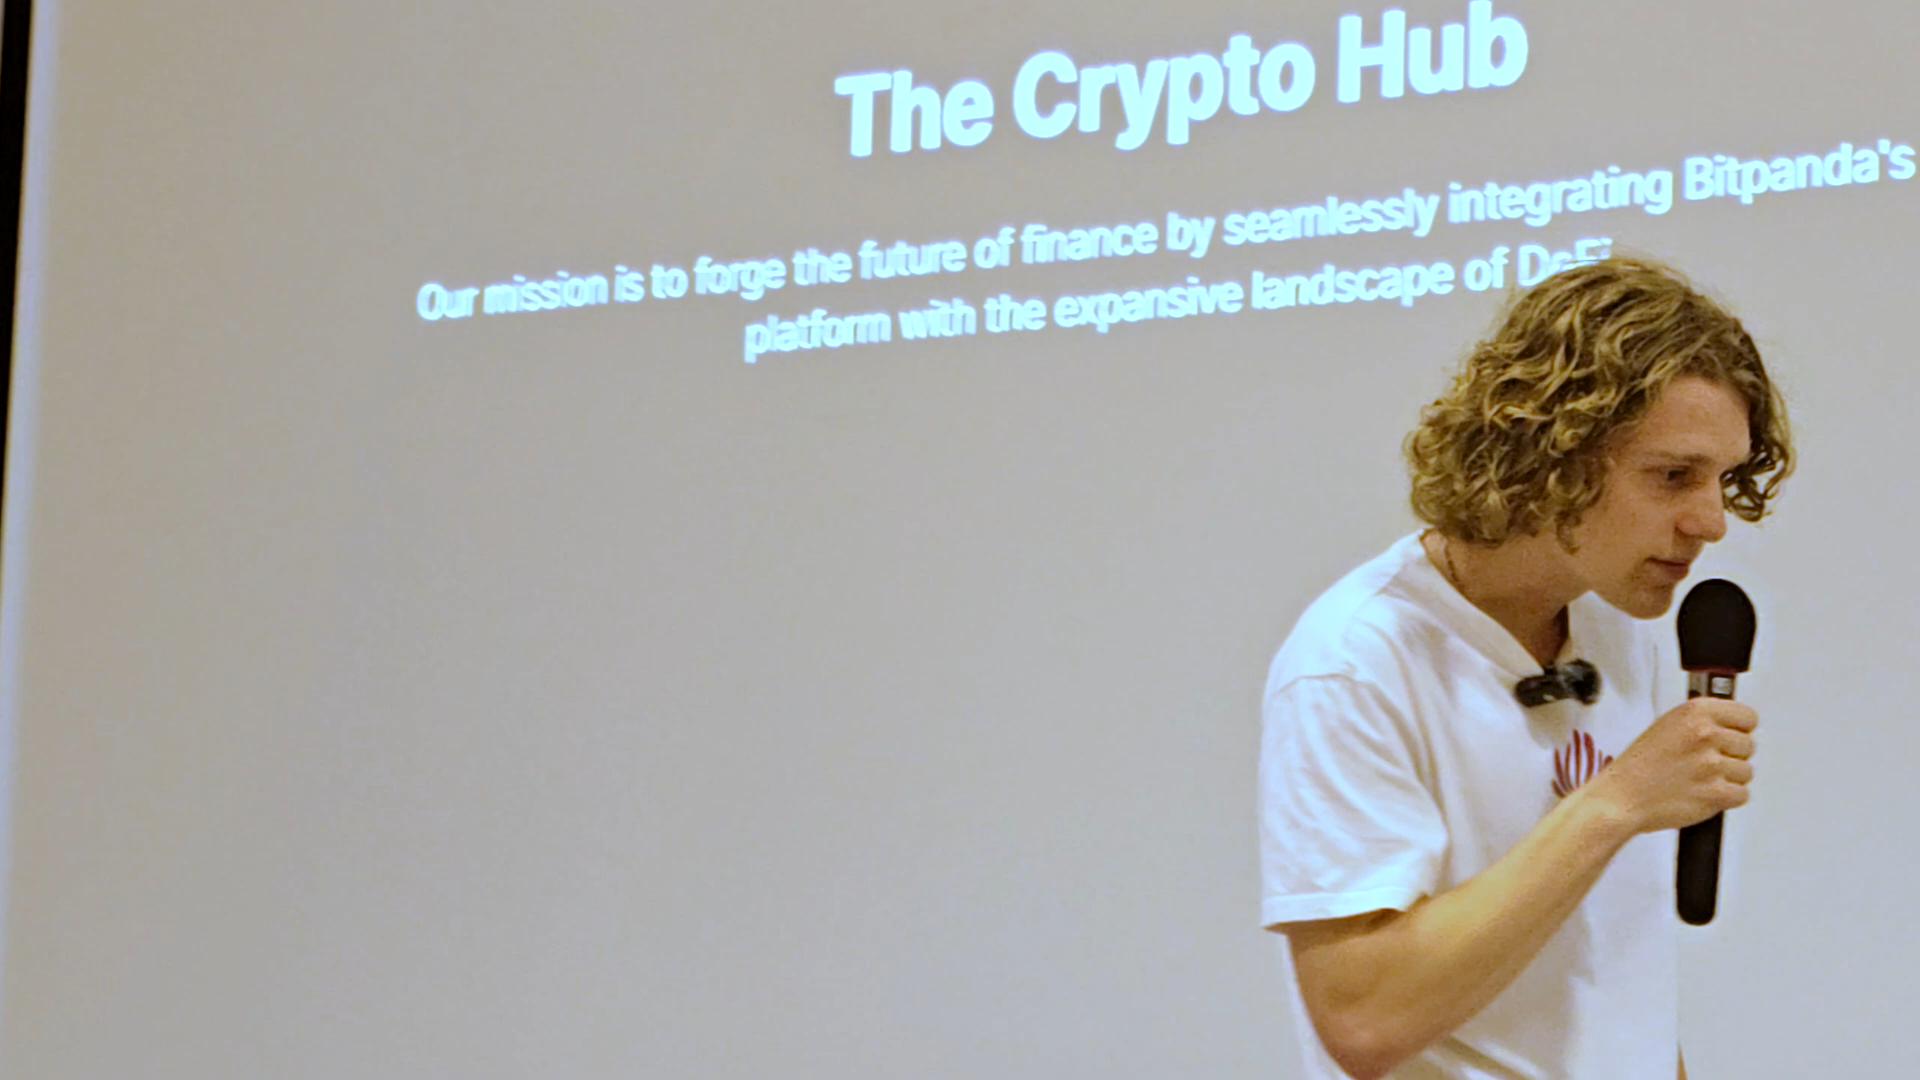 The Crypto Hub
Our mission is to forge the future of finance by seamlessly integrating Bitpanda's
platform with the expansive landscape of DeFi